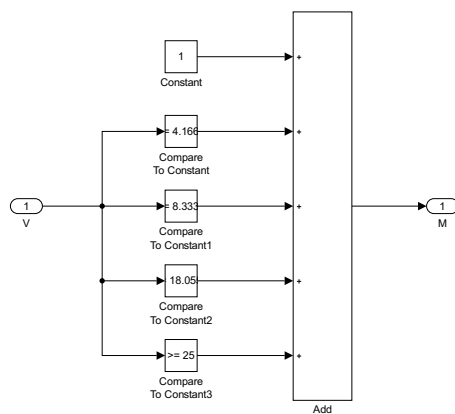 1
+
Constant
= 4.166
+
Compare
To Constant
1
= 8.333
+
1
V
Compare
To Constant1
M
18.05
+
Compare
To Constant2
>= 25
+
Compare
To Constant3
Add